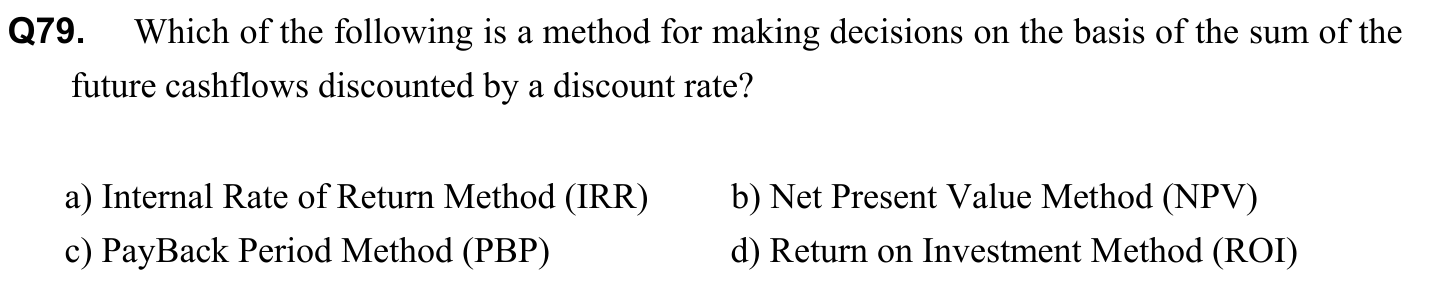 Q79. Which of the following is a method for making decisions on the basis of the sum of the
future cashflows discounted by a discount rate?
a) Internal Rate of Return Method (IRR) b) Net Present Value Method (NPV)
c) PayBack Period Method (PBP) d) Return on Investment Method (ROI)